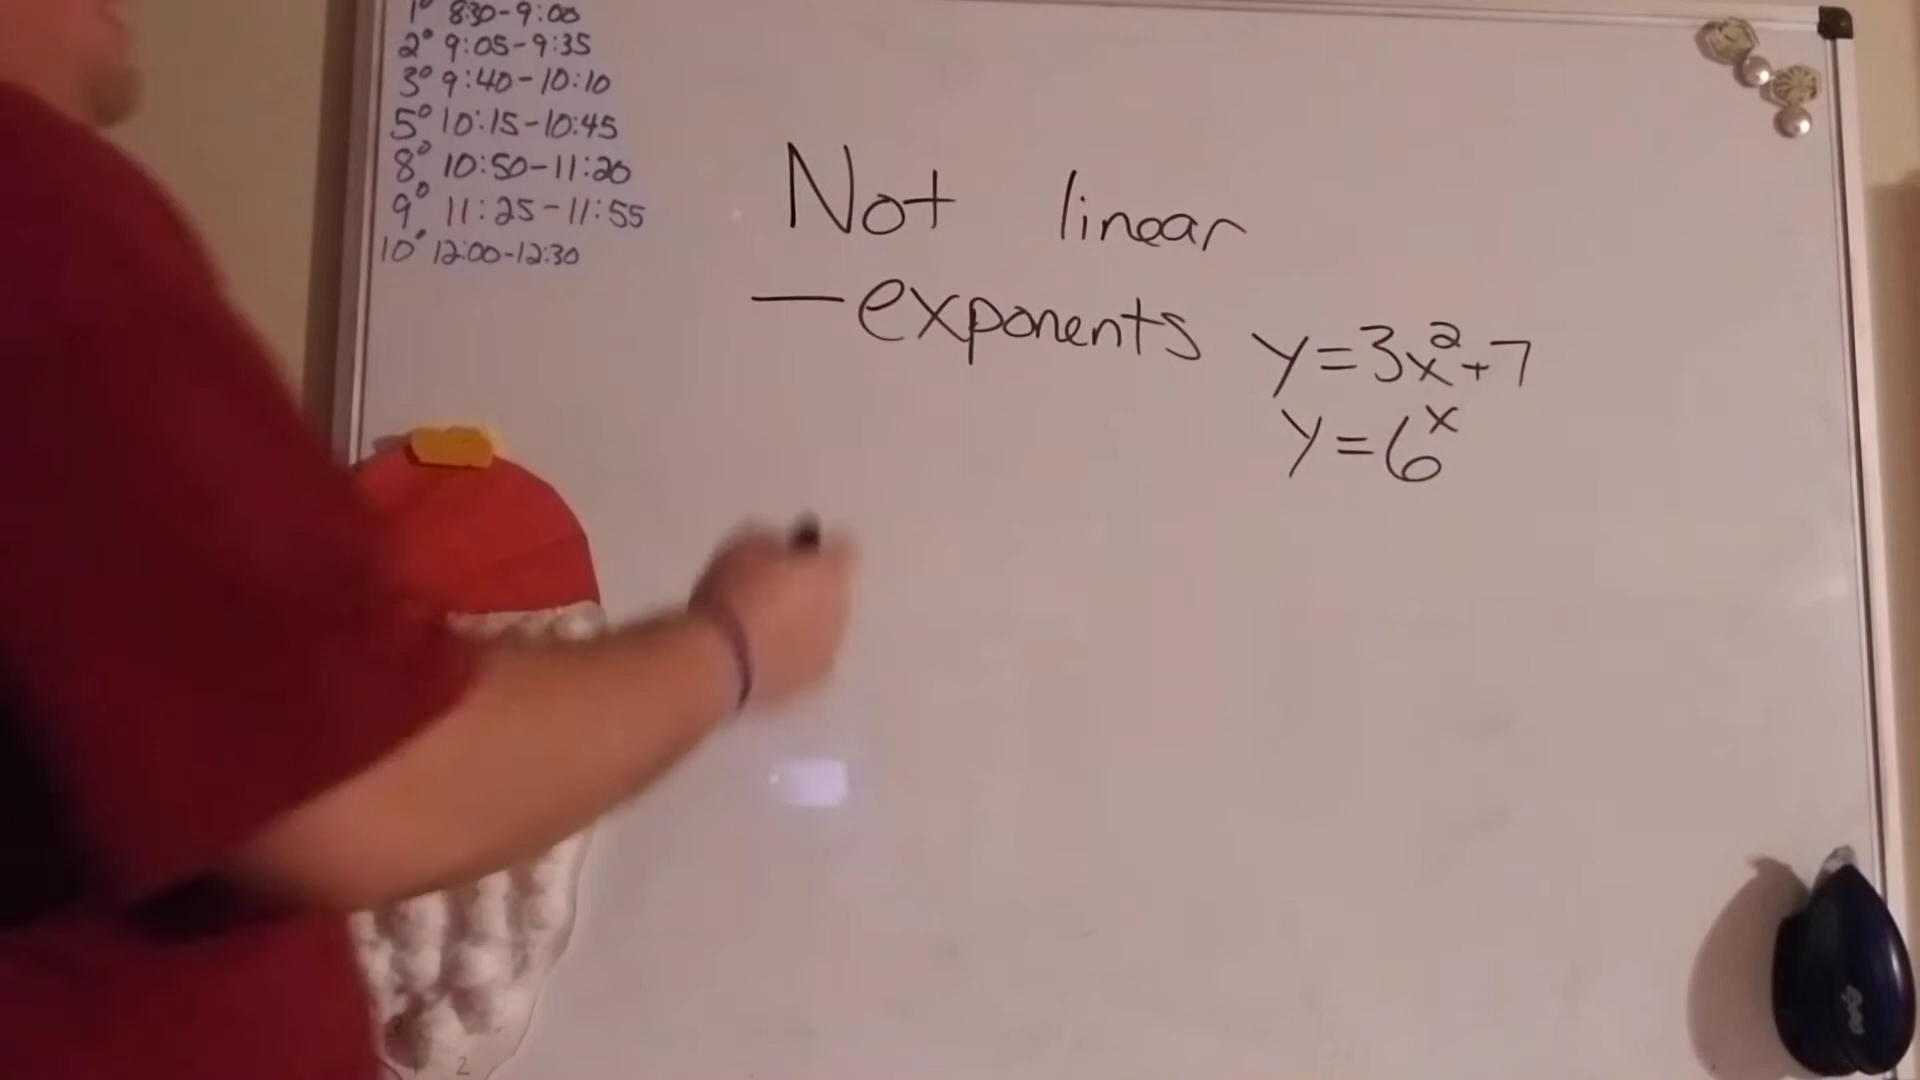 1° 8:30-9:00
2° 9:05-9:35
3° 9:40-10:10
5° 10:15-10:45
8° 10:50-11:20
9° 11:25-11:55
10° 12:00-12:30
Not linear
—exponents y=3x²+7
y=6ˣ
2